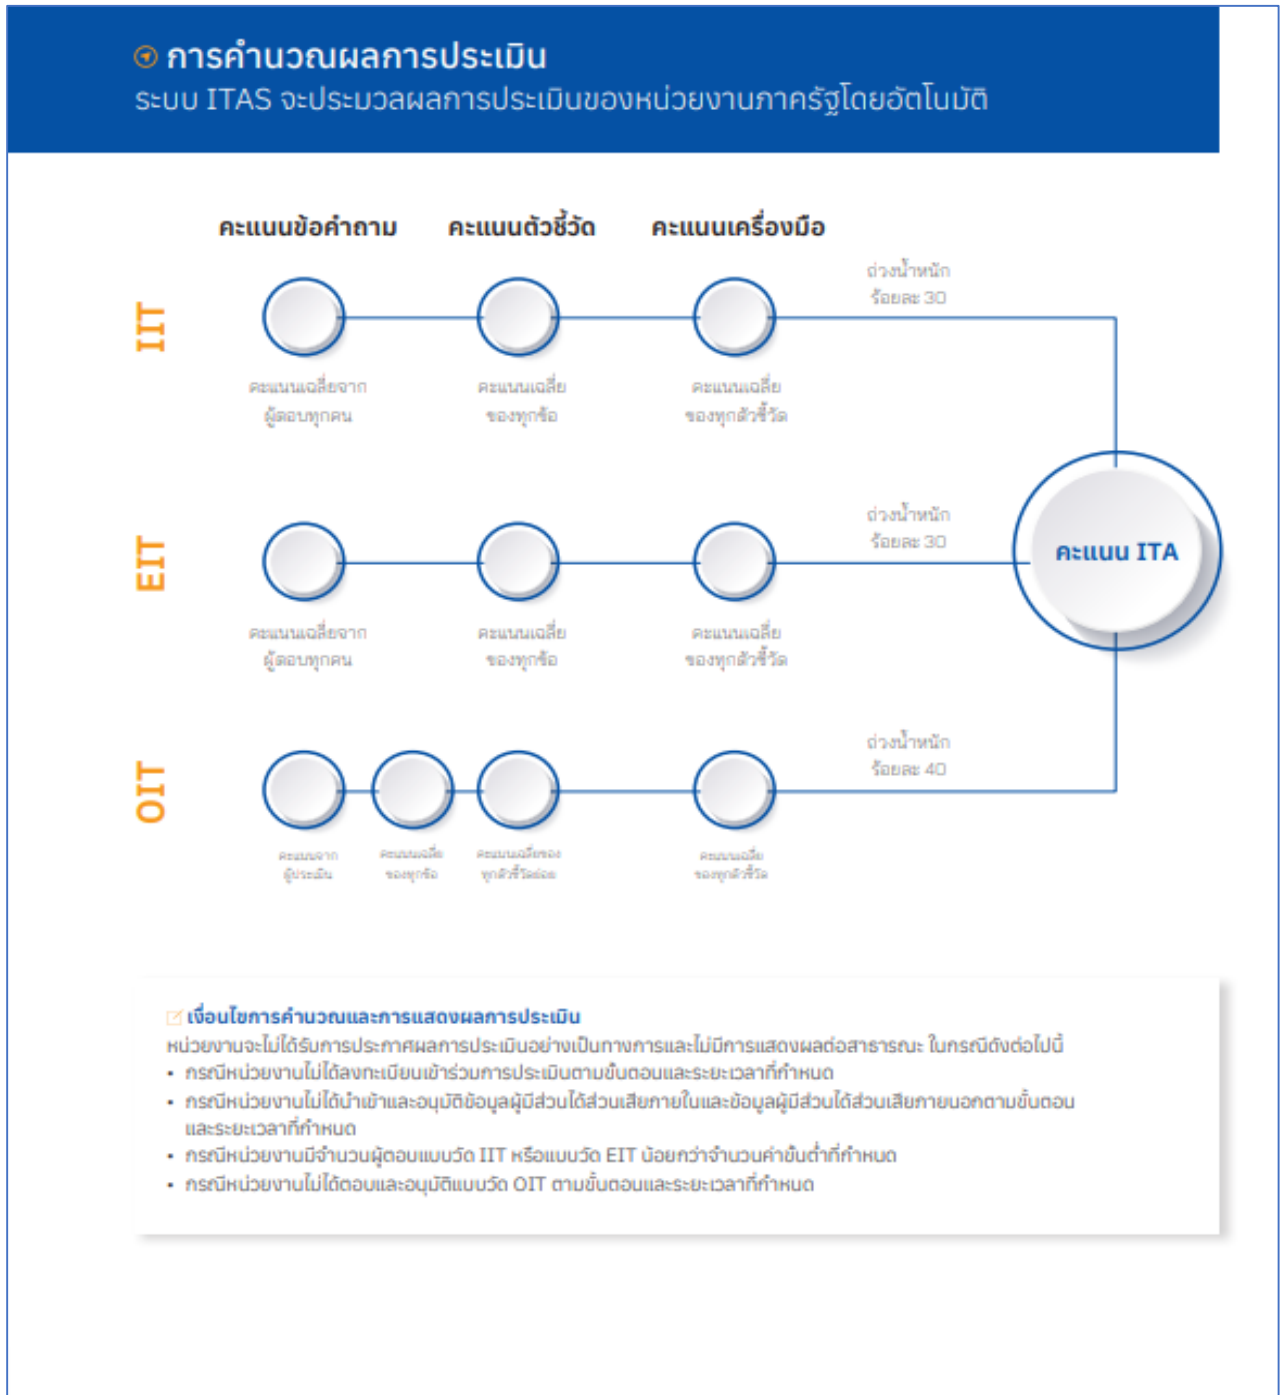 การคำนวณผลการประเมิน
ระบบ ITAS จะประมวลผลการประเมินของหน่วยงานภาครัฐโดยอัตโนมัติ
คะแนนข้อคำถาม คะแนนตัวชี้วัด คะแนนเครื่องมือ
ถ่วงน้ำหนัก
ร้อยละ 30
IIT
คะแนนเฉลี่ยจาก คะแนนเฉลี่ย คะแนนเฉลี่ย
ผู้ตอบทุกคน ของทุกข้อ ของทุกตัวชี้วัด
ถ่วงน้ำหนัก
ร้อยละ 30
EIT
คะแนน ITA
คะแนนเฉลี่ยจาก คะแนนเฉลี่ย คะแนนเฉลี่ย
ผู้ตอบทุกคน ของทุกข้อ ของทุกตัวชี้วัด
ถ่วงน้ำหนัก
ร้อยละ 40
OIT
คะแนนจาก คะแนนเฉลี่ย คะแนนเฉลี่ยของ คะแนนเฉลี่ย
ผู้ประเมิน ของทุกข้อ ทุกตัวชี้วัดย่อย ของทุกตัวชี้วัด
เงื่อนไขการคำนวณและการแสดงผลการประเมิน
หน่วยงานจะไม่ได้รับการประกาศผลการประเมินอย่างเป็นทางการและไม่มีการแสดงผลต่อสาธารณะ ในกรณีดังต่อไปนี้
• กรณีหน่วยงานไม่ได้ลงทะเบียนเข้าร่วมการประเมินตามขั้นตอนและระยะเวลาที่กำหนด
• กรณีหน่วยงานไม่ได้นำเข้าและอนุมัติข้อมูลผู้มีส่วนได้ส่วนเสียภายในและข้อมูลผู้มีส่วนได้ส่วนเสียภายนอกตามขั้นตอน
และระยะเวลาที่กำหนด
• กรณีหน่วยงานมีจำนวนผู้ตอบแบบวัด IIT หรือแบบวัด EIT น้อยกว่าจำนวนค่าขั้นต่ำที่กำหนด
• กรณีหน่วยงานไม่ได้ตอบและอนุมัติแบบวัด OIT ตามขั้นตอนและระยะเวลาที่กำหนด